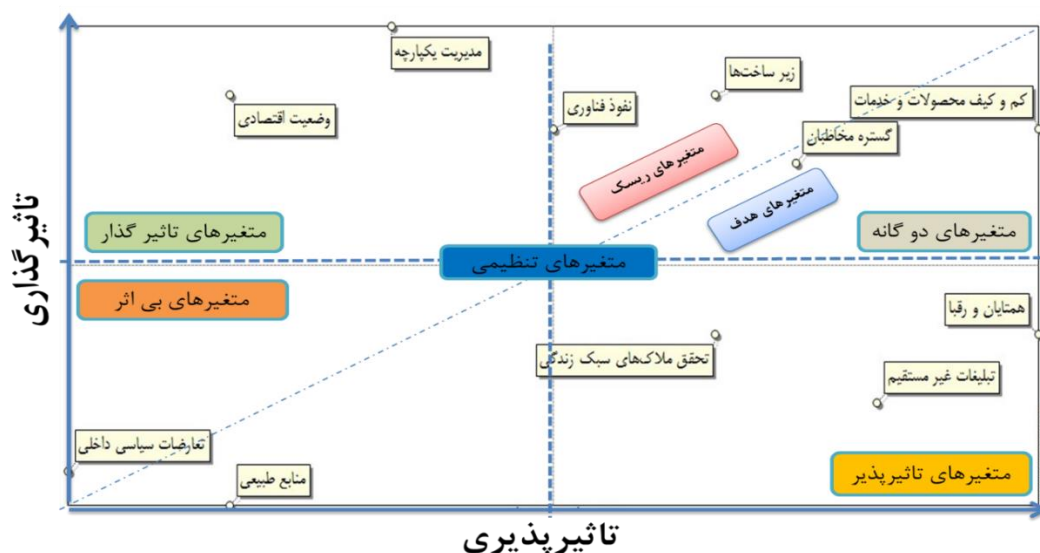 مدیریت یکپارچه
زیر ساخت‌ها
وضعیت اقتصادی
نفوذ فناوری
کم و کیف محصولات و خدمات
گستره مخاطبان
متغیرهای ریسک
متغیرهای هدف
متغیرهای تاثیر گذار
متغیرهای دو گانه
متغیرهای تنظیمی
متغیرهای بی اثر
تاثیرگذاری
همتایان و رقبا
تحقق ملاک‌های سبک زندگی
تبلیغات غیر مستقیم
تعارضات سیاسی داخلی
منابع طبیعی
متغیرهای تاثیرپذیر
تاثیرپذیری